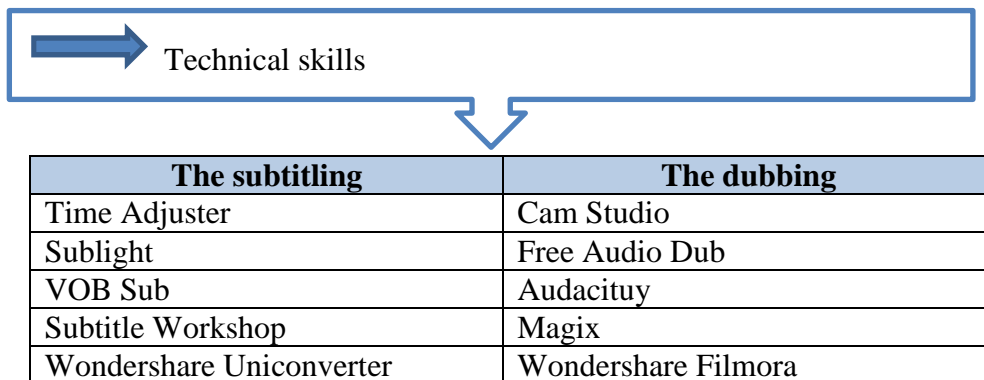 Technical skills
The subtitling The dubbing
Time Adjuster Cam Studio
Sublight Free Audio Dub
VOB Sub Audacituy
Subtitle Workshop Magix
Wondershare Uniconverter Wondershare Filmora